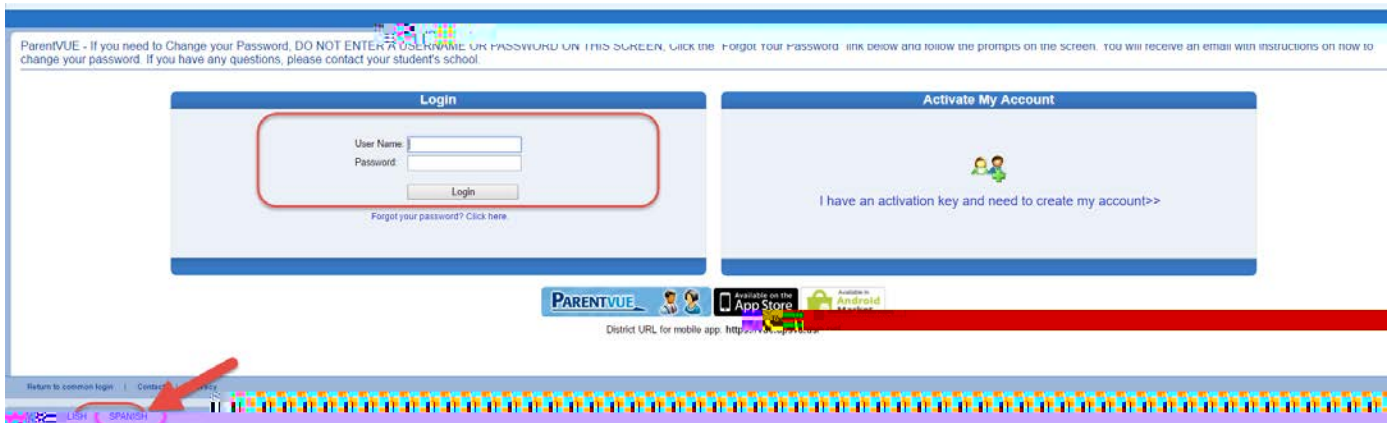 ParentVUE - If you need to Change your Password, DO NOT ENTER A USERNAME OR PASSWORD ON THIS SCREEN, Click the "Forgot Your Password" link below and follow the prompts on the screen. You will receive an email with instructions on how to
change your password. If you have any questions, please contact your student's school.
Login
User Name:
Password:
Login
Forgot your password? Click here.
Activate My Account
I have an activation key and need to create my account>>
PARENTVUE
Available on the
App Store
Available in
Android
Market
District URL for mobile app:
Return to common login | Contact
LISH SPANISH